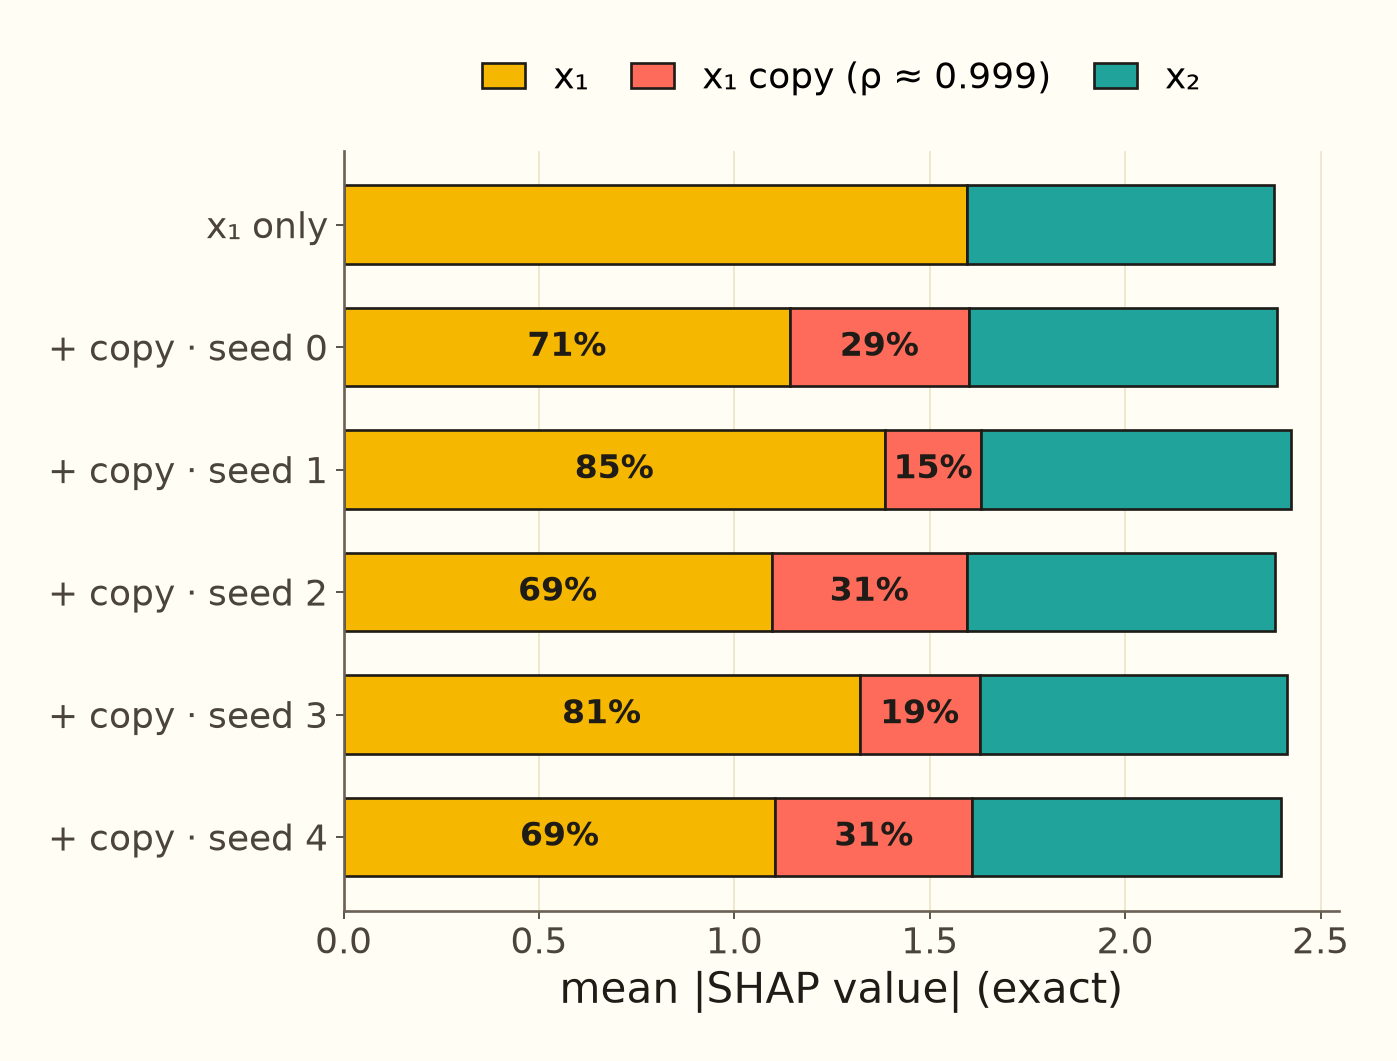 x₁ x₁ copy (ρ ≈ 0.999) x₂
x₁ only
+ copy · seed 0 71% 29%
+ copy · seed 1 85% 15%
+ copy · seed 2 69% 31%
+ copy · seed 3 81% 19%
+ copy · seed 4 69% 31%
0.0 0.5 1.0 1.5 2.0 2.5
mean |SHAP value| (exact)